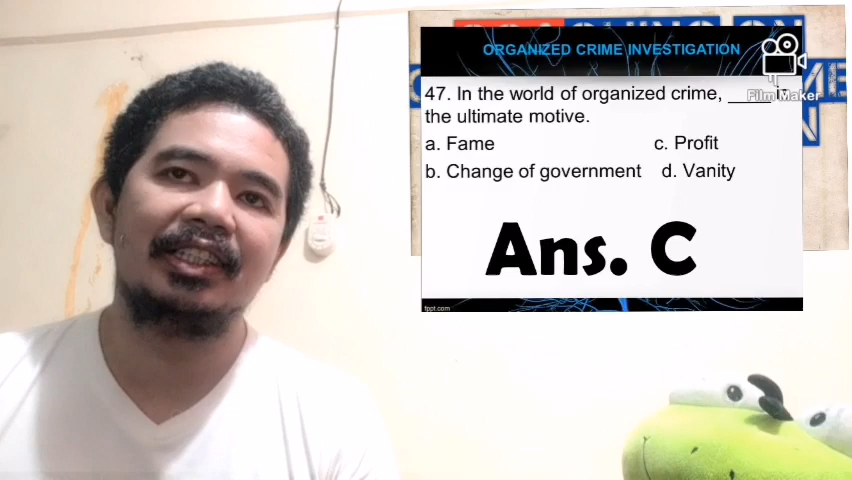 ORGANIZED CRIME INVESTIGATION
Film Maker
47. In the world of organized crime, ____
the ultimate motive.
a. Fame
c. Profit
b. Change of government
d. Vanity
Ans. C
fppt.com